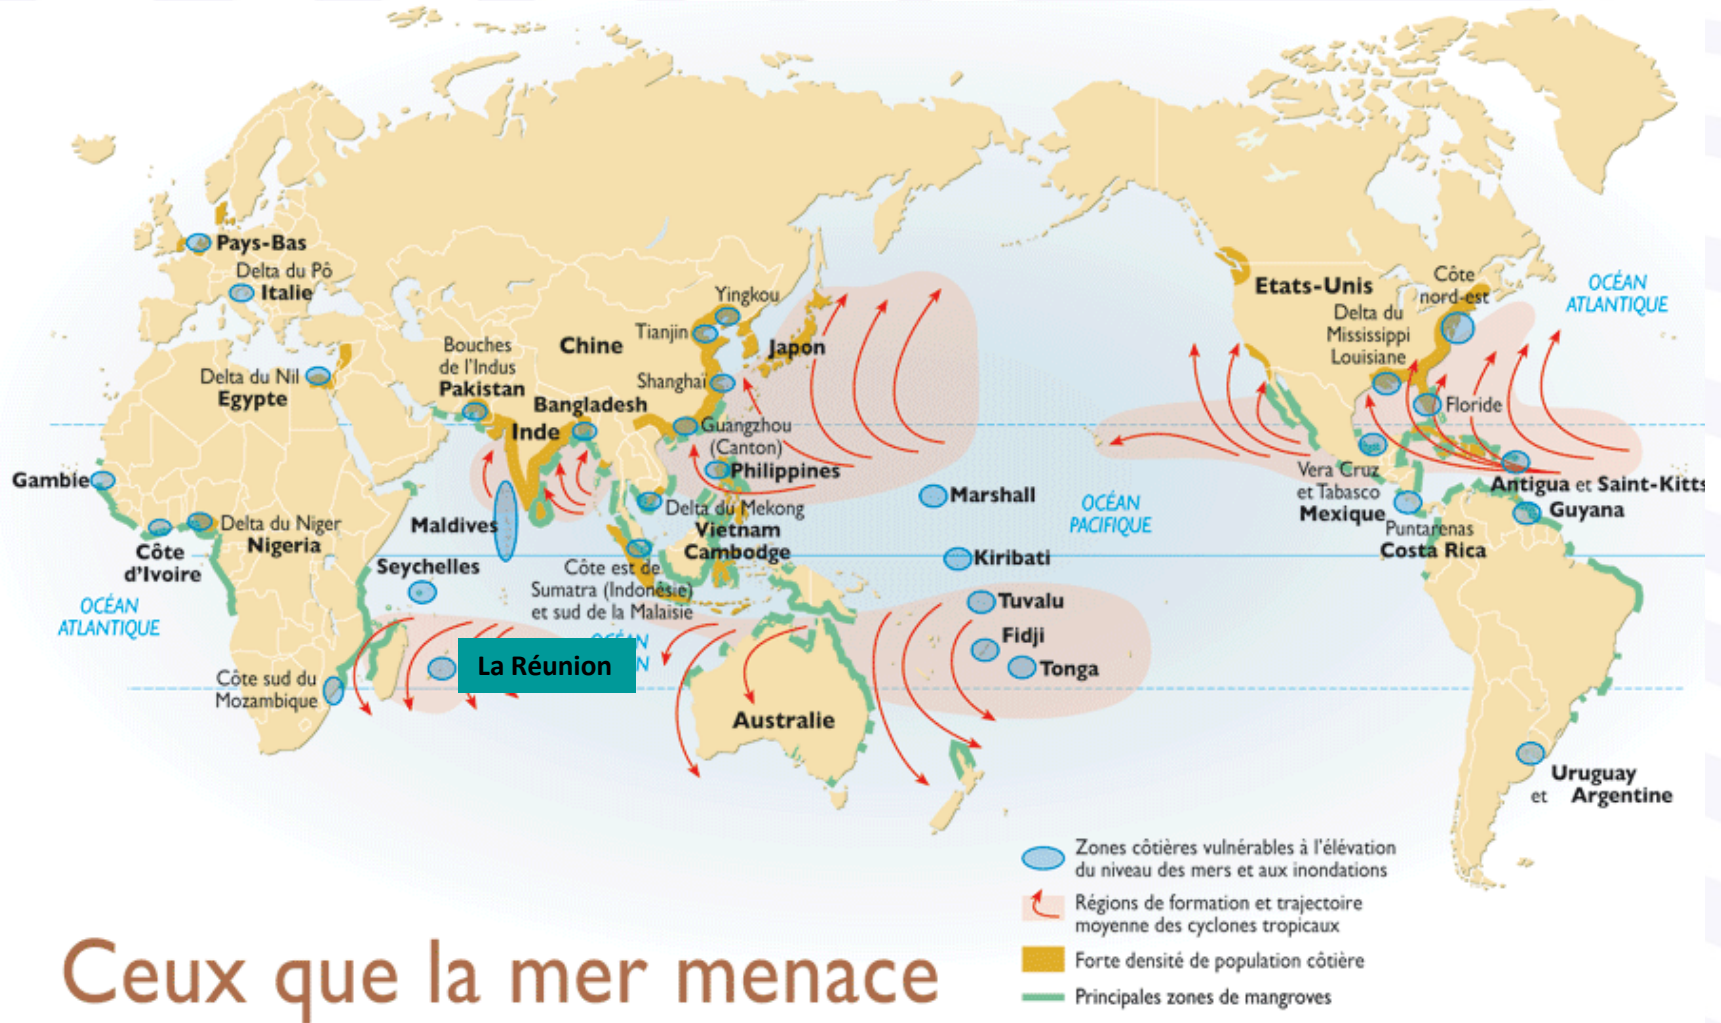 Pays-Bas
Delta du Pô
Italie
Delta du Nil
Egypte
Bouches
de l'Indus
Pakistan
Chine
Yingkou
Tianjin
Japon
Shanghaï
Bangladesh
Inde
Guangzhou
(Canton)
Philippines
Gambie
Côte
d'Ivoire
Delta du Niger
Nigeria
Maldives
Seychelles
Delta du Mekong
Vietnam
Cambodge
Côte est de
Sumatra (Indonésie)
et sud de la Malaisie
OCÉAN
ATLANTIQUE
Côte sud du
Mozambique
OCÉAN
La Réunion
Australie
Marshall
OCÉAN
PACIFIQUE
Kiribati
Tuvalu
Fidji
Tonga
Etats-Unis
Côte
nord-est
Delta du
Mississippi
Louisiane
OCÉAN
ATLANTIQUE
Floride
Vera Cruz
et Tabasco
Mexique
Antigua et Saint-Kitts
Guyana
Puntarenas
Costa Rica
Uruguay
et Argentine
Zones côtières vulnérables à l'élévation
du niveau des mers et aux inondations
Régions de formation et trajectoire
moyenne des cyclones tropicaux
Forte densité de population côtière
Principales zones de mangroves
Ceux que la mer menace